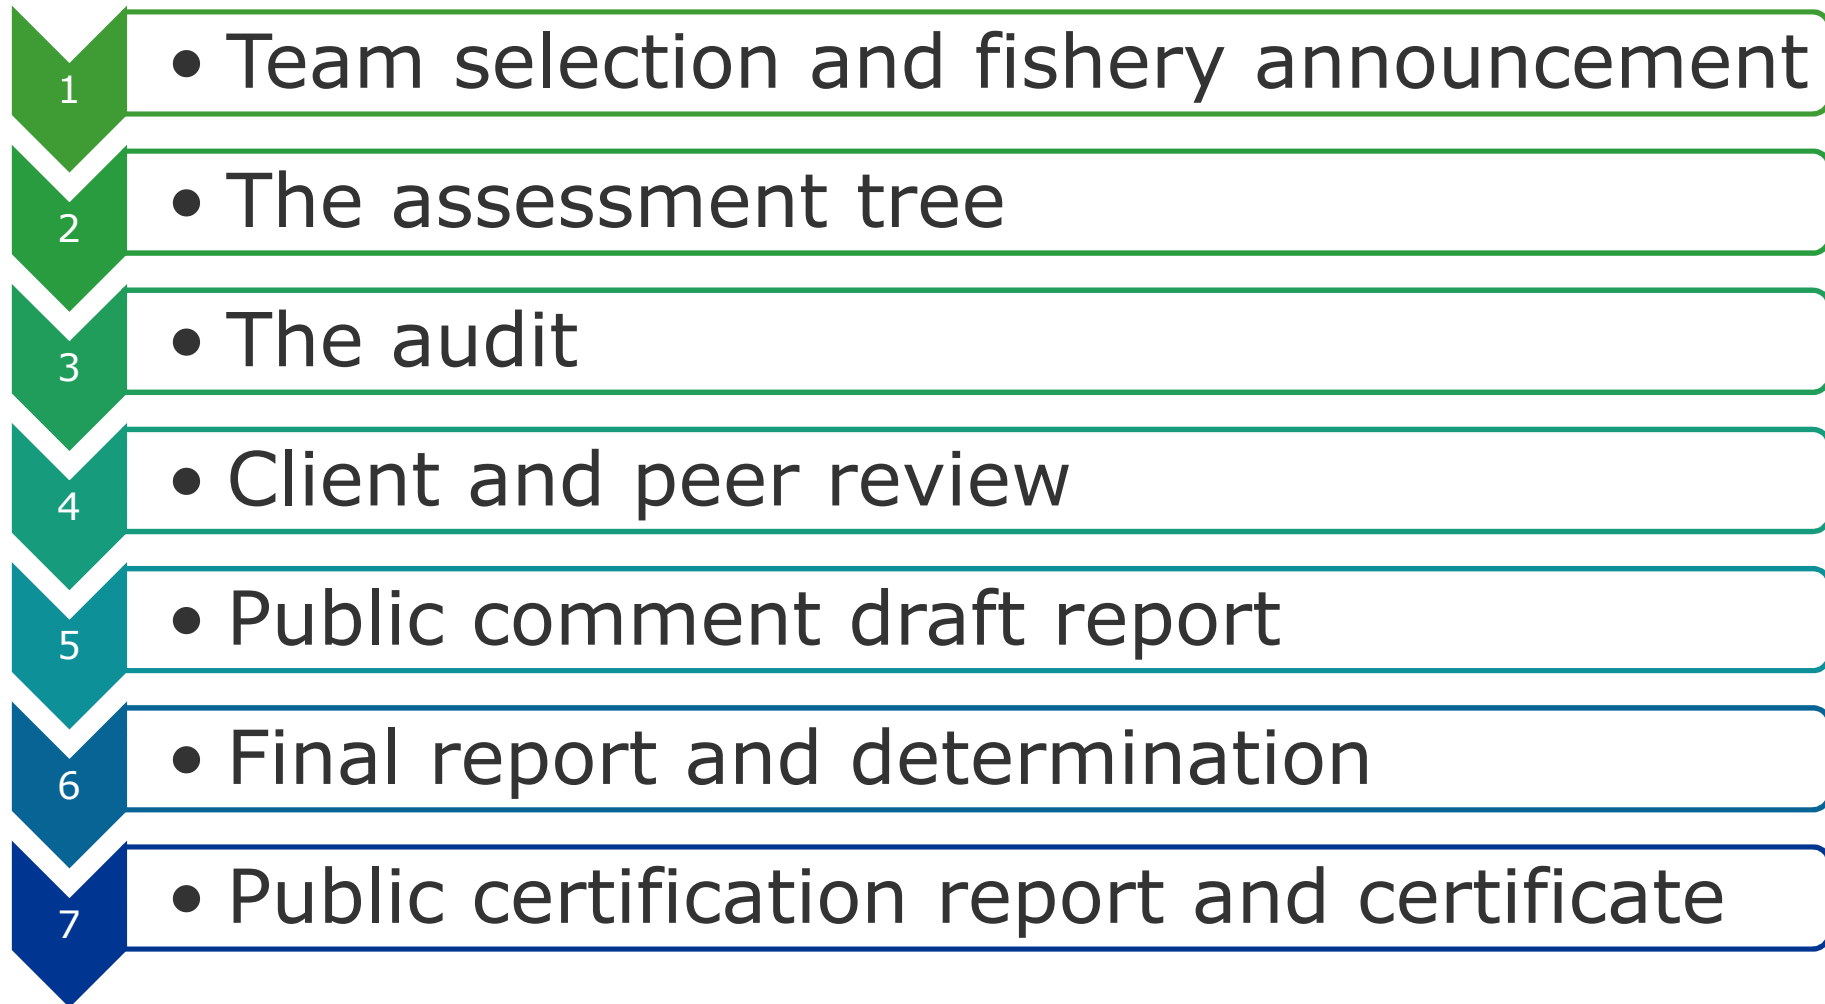 1
• Team selection and fishery announcement
2
• The assessment tree
3
• The audit
4
• Client and peer review
5
• Public comment draft report
6
• Final report and determination
7
• Public certification report and certificate